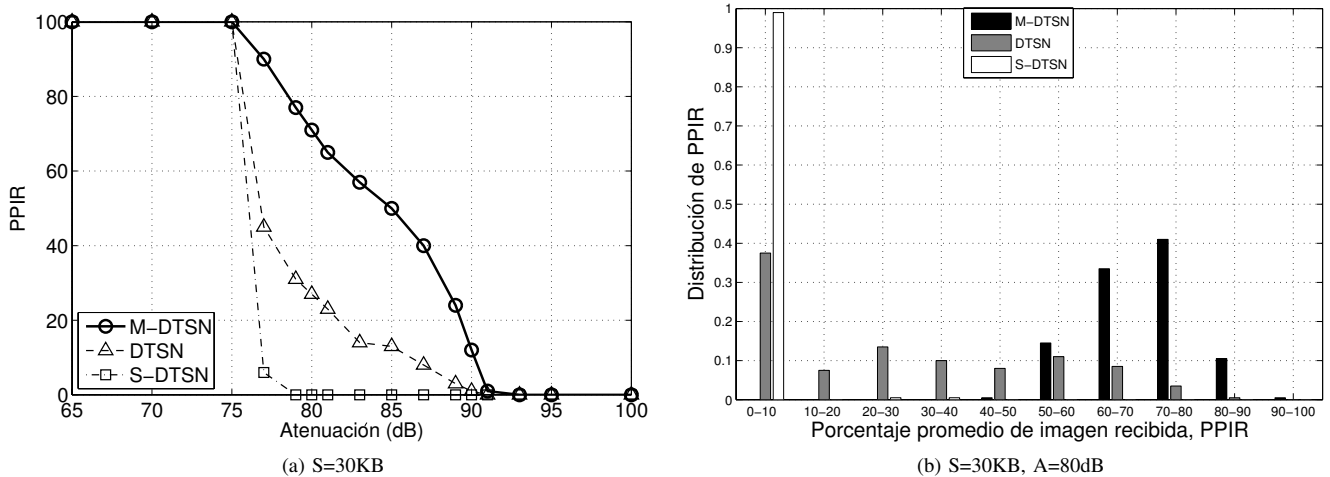 100
80
60
40
20
0
PPIR
M-DTSN
DTSN
S-DTSN
65 70 75 80 85 90 95 100
Atenuación (dB)
(a) S=30KB
1
0.9
0.8
0.7
0.6
0.5
0.4
0.3
0.2
0.1
0
Distribución de PPIR
M-DTSN
DTSN
S-DTSN
0-10 10-20 20-30 30-40 40-50 50-60 60-70 70-80 80-90 90-100
Porcentaje promedio de imagen recibida, PPIR
(b) S=30KB, A=80dB